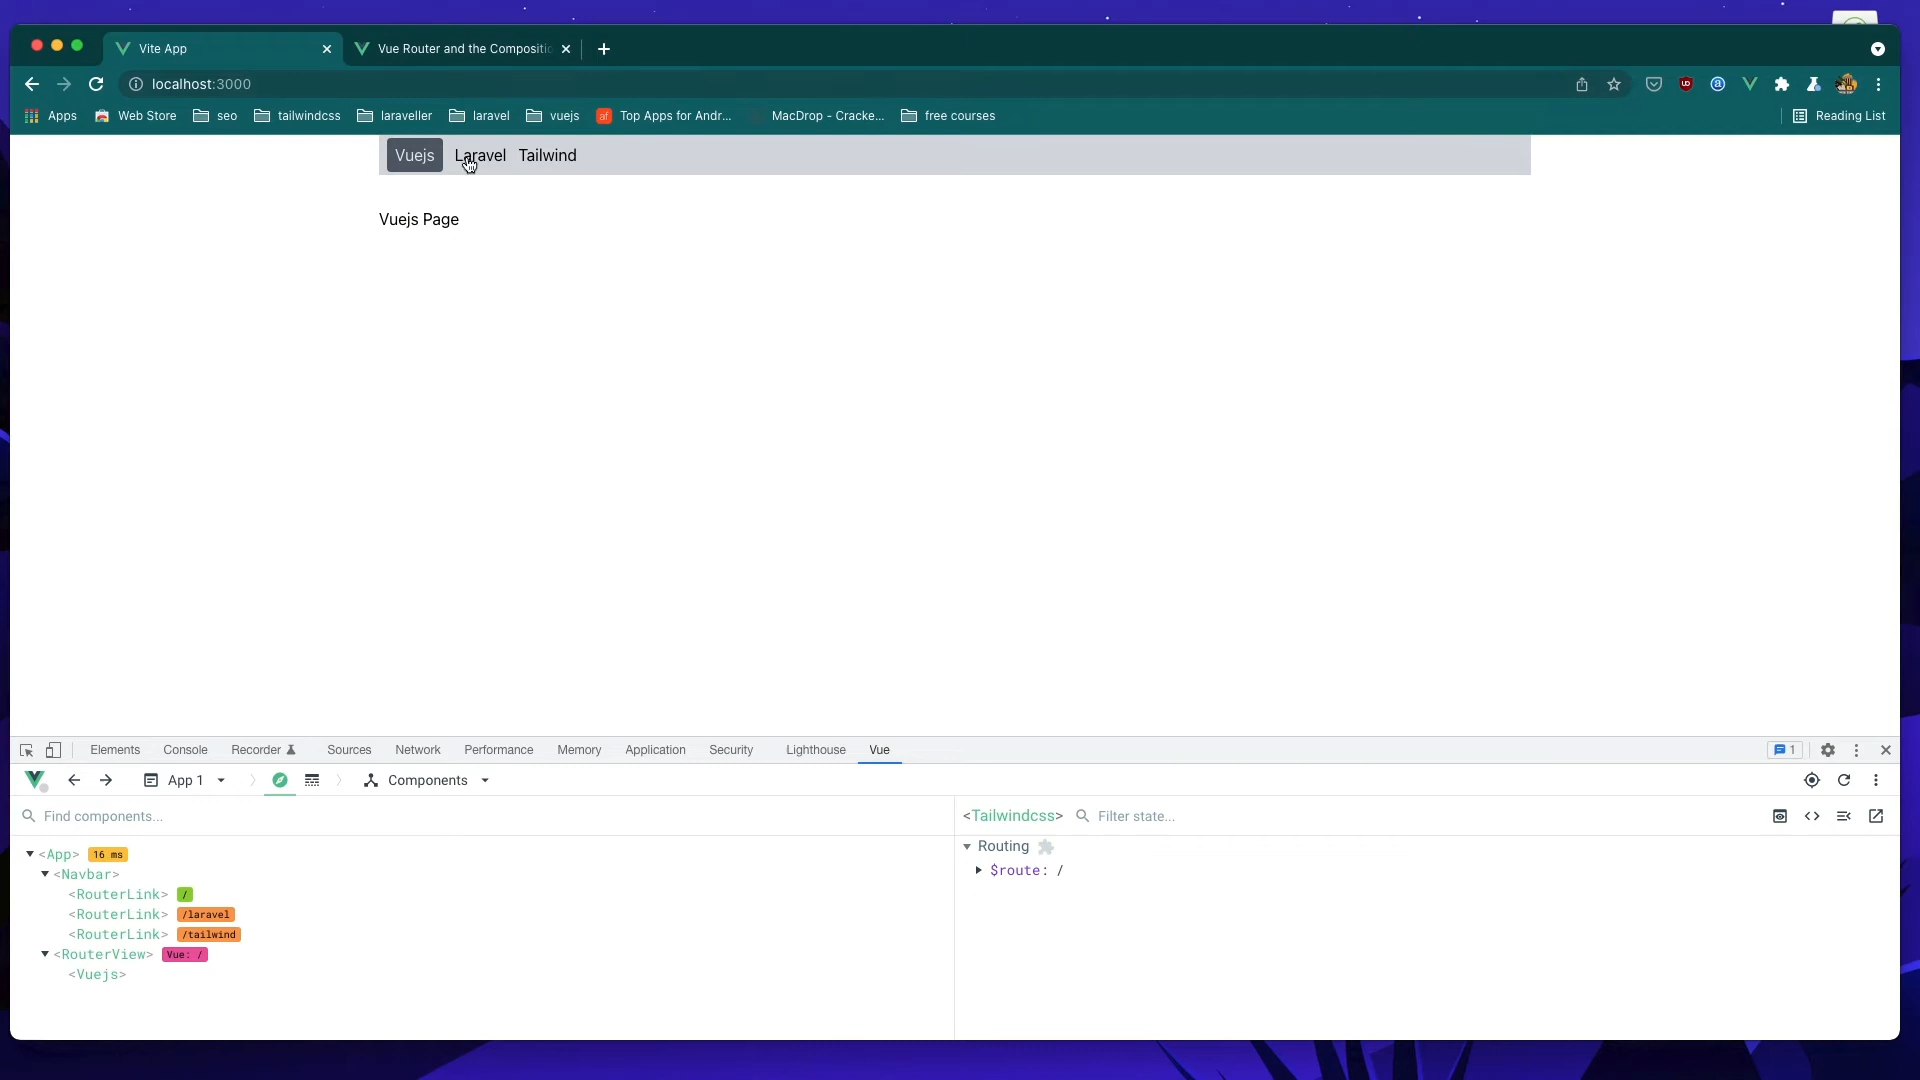 Vite App
Vue Router and the Compositi
localhost:3000
Apps Web Store seo tailwindcss laraveller laravel vuejs Top Apps for Andr... MacDrop - Cracke... free courses Reading List
Vuejs Laravel Tailwind
Vuejs Page
Elements Console Recorder Sources Network Performance Memory Application Security Lighthouse Vue 1
App 1 Components
Find components...
<Tailwindcss> Filter state...
<App> 16 ms
<Navbar>
<RouterLink> /
<RouterLink> /laravel
<RouterLink> /tailwind
<RouterView> Vue: /
<Vuejs>
Routing
$route: /